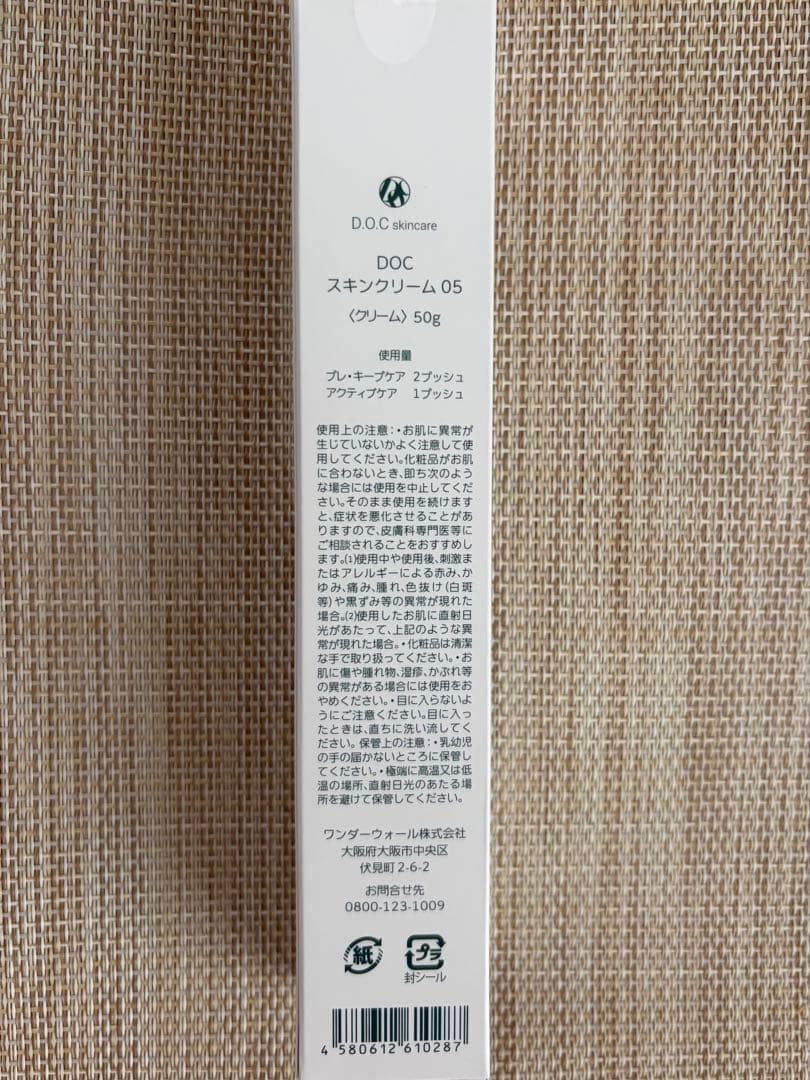 D.O.C skincare
DOC
スキンクリーム 05
〈クリーム〉 50g
使用量
プレ・キープケア 2プッシュ
アクティブケア 1プッシュ
使用上の注意:・お肌に異常が
生じていないかよく注意して使
用してください。化粧品がお肌
に合わないとき、即ち次のよう
な場合には使用を中止してくだ
さい。そのまま使用を続けます
と、症状を悪化させることがあ
りますので、皮膚科専門医等に
ご相談されることをおすすめし
ます。(1)使用中や使用後、刺激ま
たはアレルギーによる赤み、か
ゆみ、痛み、腫れ、色抜け(白斑
等)や黒ずみ等の異常が現れた
場合。(2)使用したお肌に直射日
光があたって、上記のような異
常が現れた場合。・化粧品は清潔
な手で取り扱ってください。・お
肌に傷や腫れ物、湿疹、かぶれ等
の異常がある場合には使用をお
やめください。・目に入らないよ
うにご注意ください。目に入っ
たときは、直ちに洗い流してく
ださい。保管上の注意:・乳幼児
の手の届かないところに保管し
てください。・極端に高温又は低
温の場所、直射日光のあたる場
所を避けて保管してください。
ワンダーウォール株式会社
大阪府大阪市中央区
伏見町 2-6-2
お問合せ先
0800-123-1009
紙 プラ
封シール
4 580612 610287